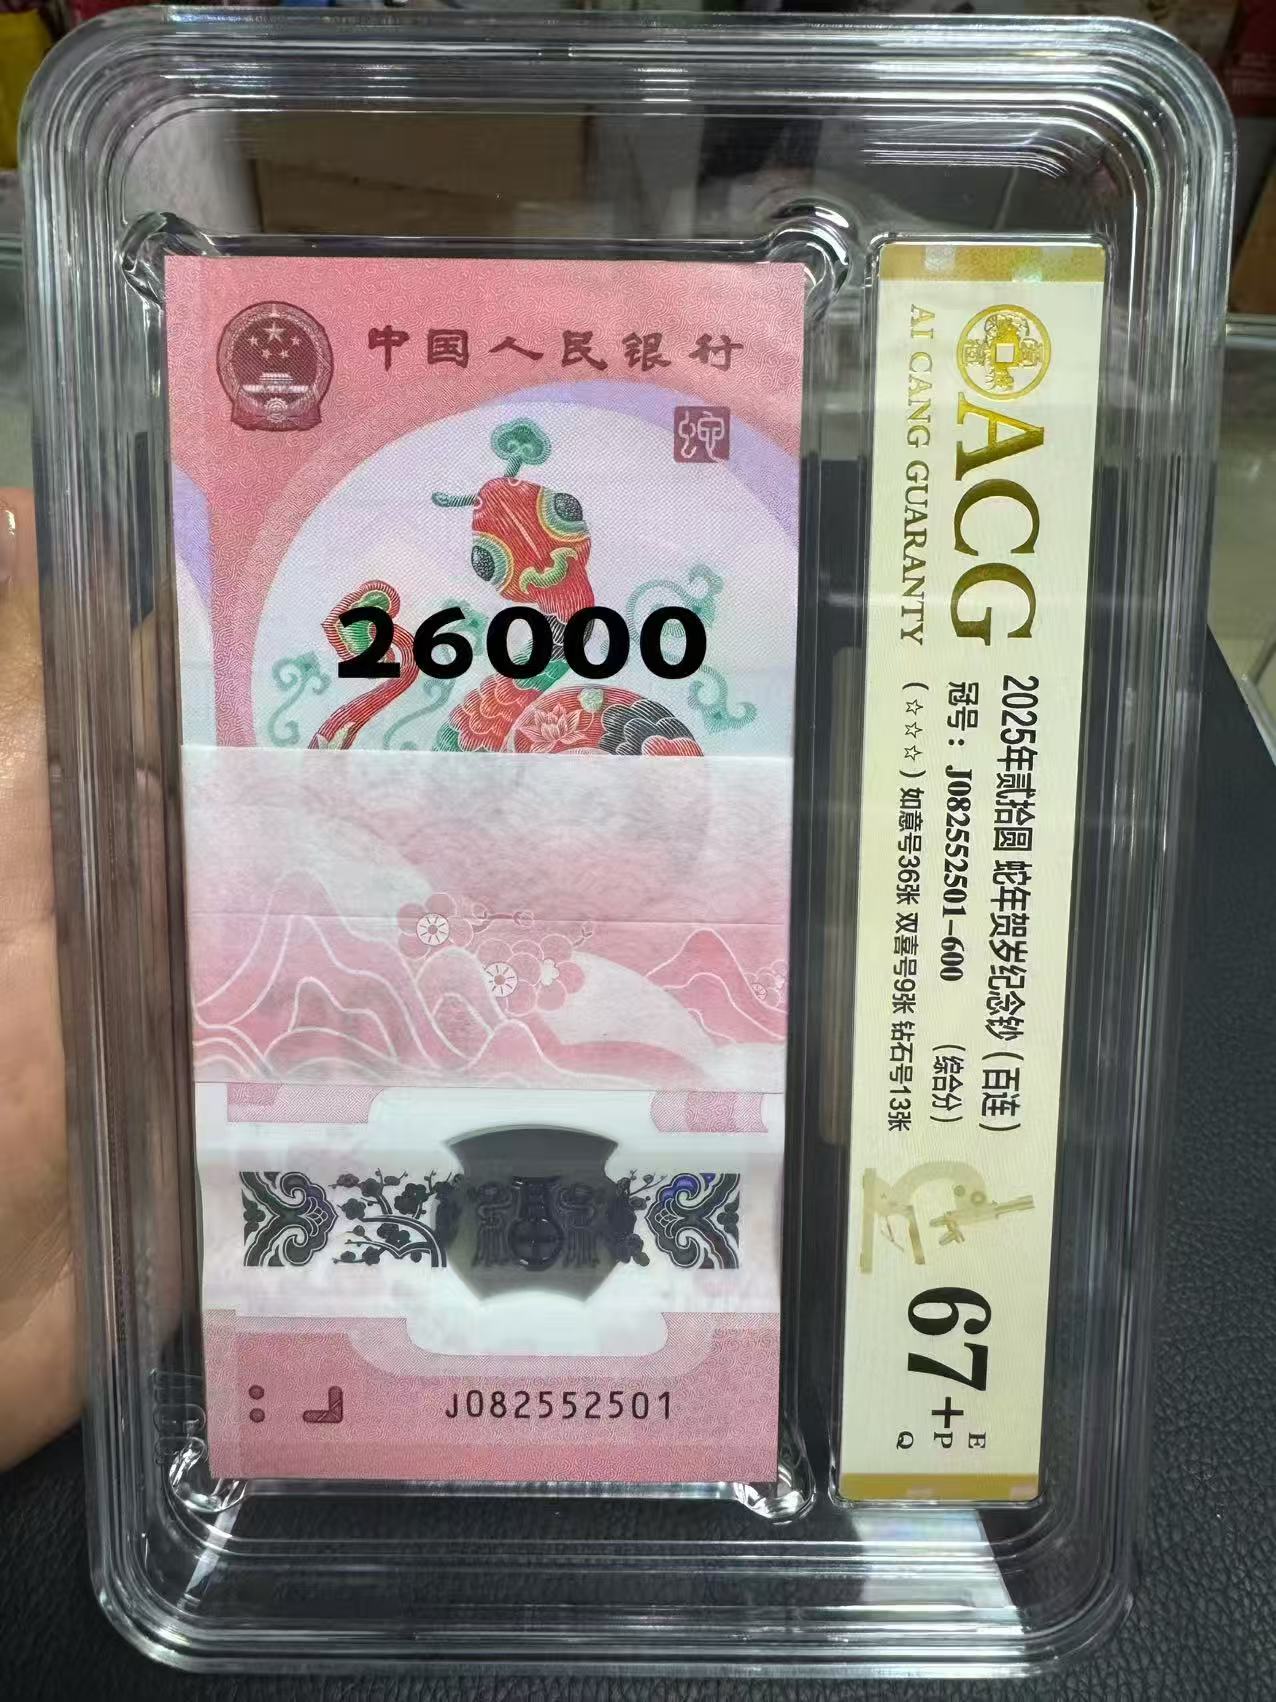 中国人民银行
蛇
26000
J082552501
ACG
AI CANG GUARANTY
2025年贰拾圆 蛇年贺岁纪念钞（百连）
冠号：J082552501-600 （综合分）
（☆☆☆）如意号36张 双喜号9张 钻石号13张
67+
E
P
Q